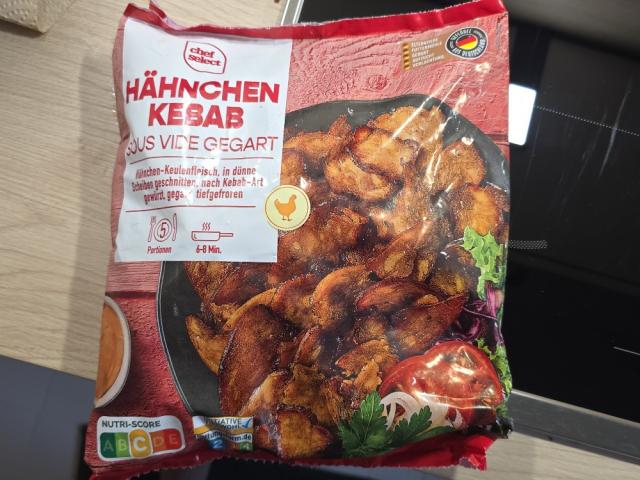 chef
select
HÄHNCHEN
KEBAB
SOUS VIDE GEGART
Hähnchen-Keulenfleisch, in dünne
Scheiben geschnitten, nach Kebab-Art
gewürzt, gegart, tiefgefroren
5
Portionen
6-8 Min.
NUTRI-SCORE
A B C D E
INITIATIVE